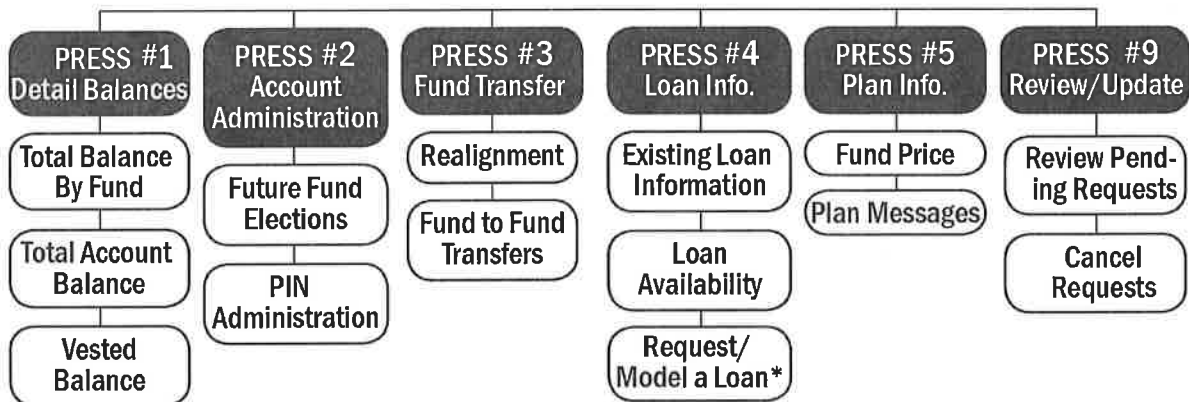 PRESS #1
Detail Balances
Total Balance
By Fund
Total Account
Balance
Vested
Balance
PRESS #2
Account
Administration
Future Fund
Elections
PIN
Administration
PRESS #3
Fund Transfer
Realignment
Fund to Fund
Transfers
PRESS #4
Loan Info.
Existing Loan
Information
Loan
Availability
Request/
Model a Loan*
PRESS #5
Plan Info.
Fund Price
Plan Messages
PRESS #9
Review/Update
Review Pend-
ing Requests
Cancel
Requests